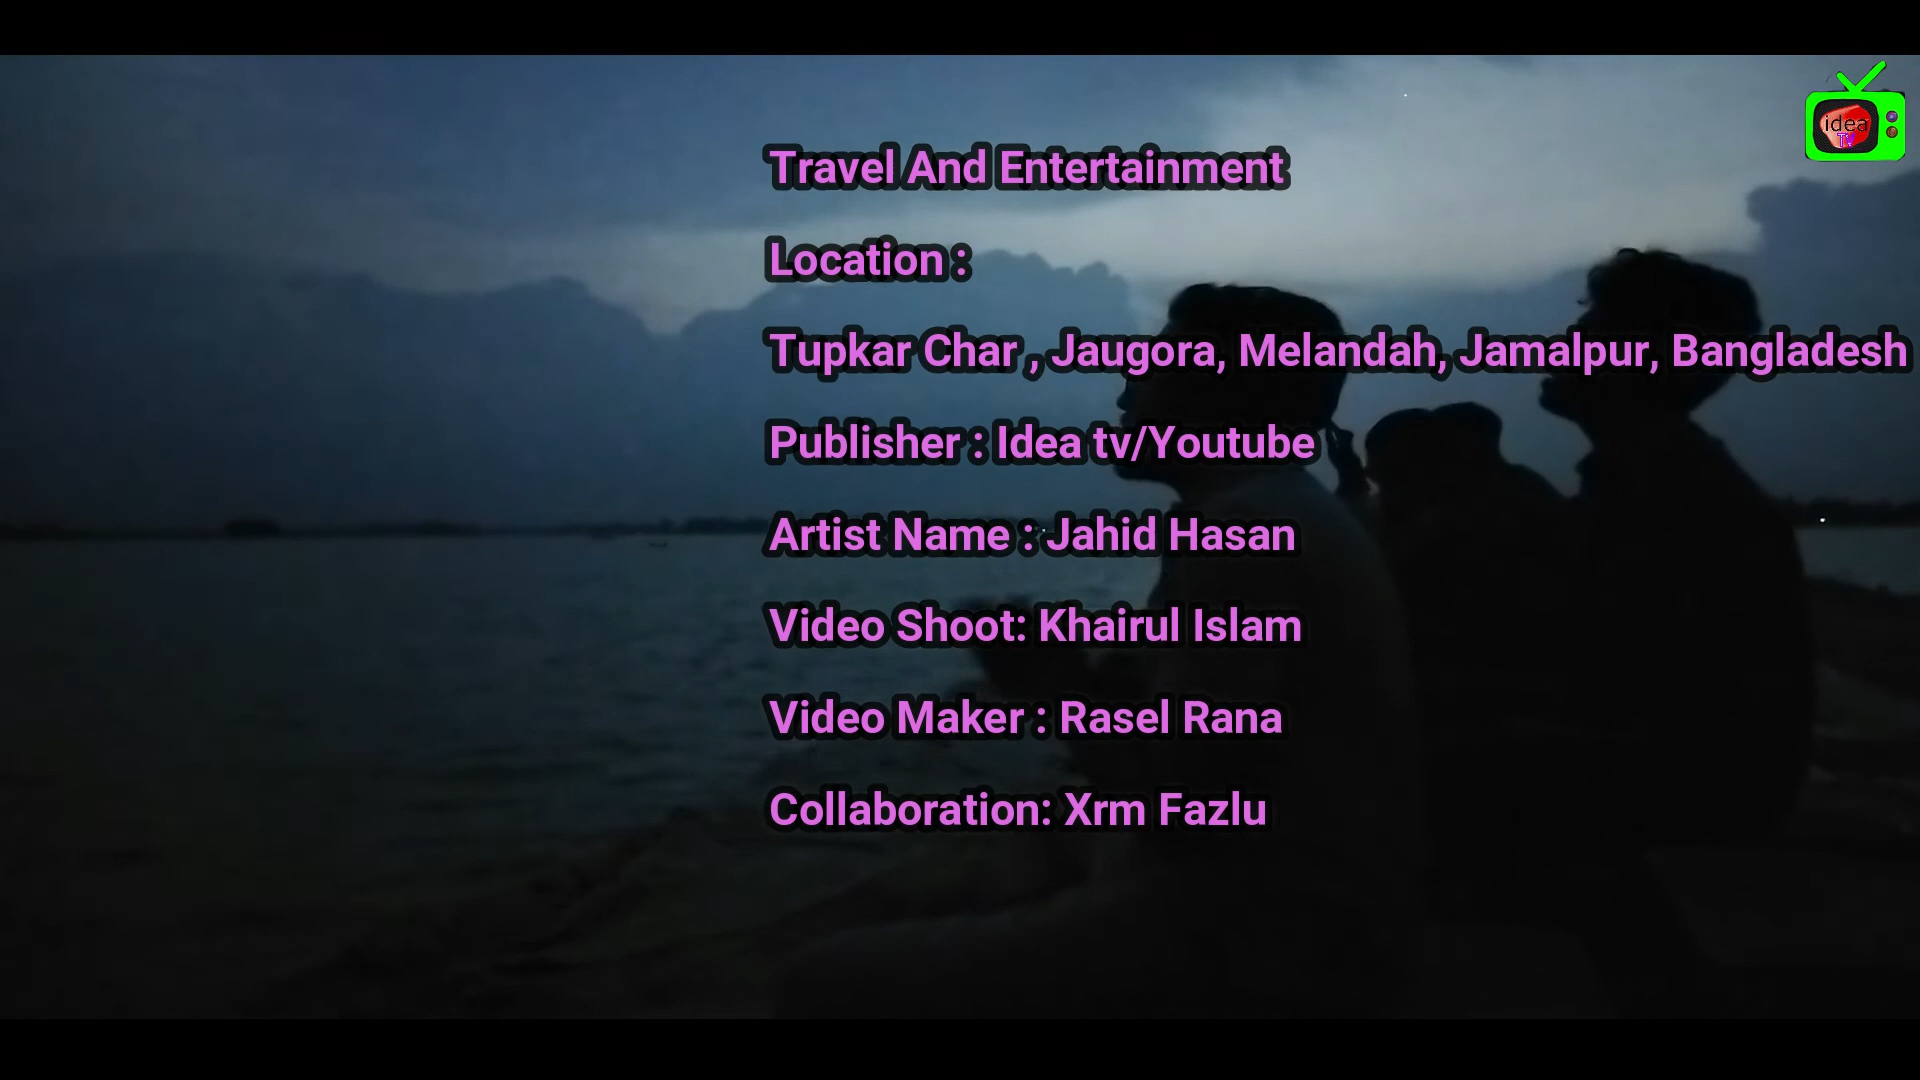 idea
TV
Travel And Entertainment
Location :
Tupkar Char , Jaugora, Melandah, Jamalpur, Bangladesh
Publisher : Idea tv/Youtube
Artist Name : Jahid Hasan
Video Shoot: Khairul Islam
Video Maker : Rasel Rana
Collaboration: Xrm Fazlu